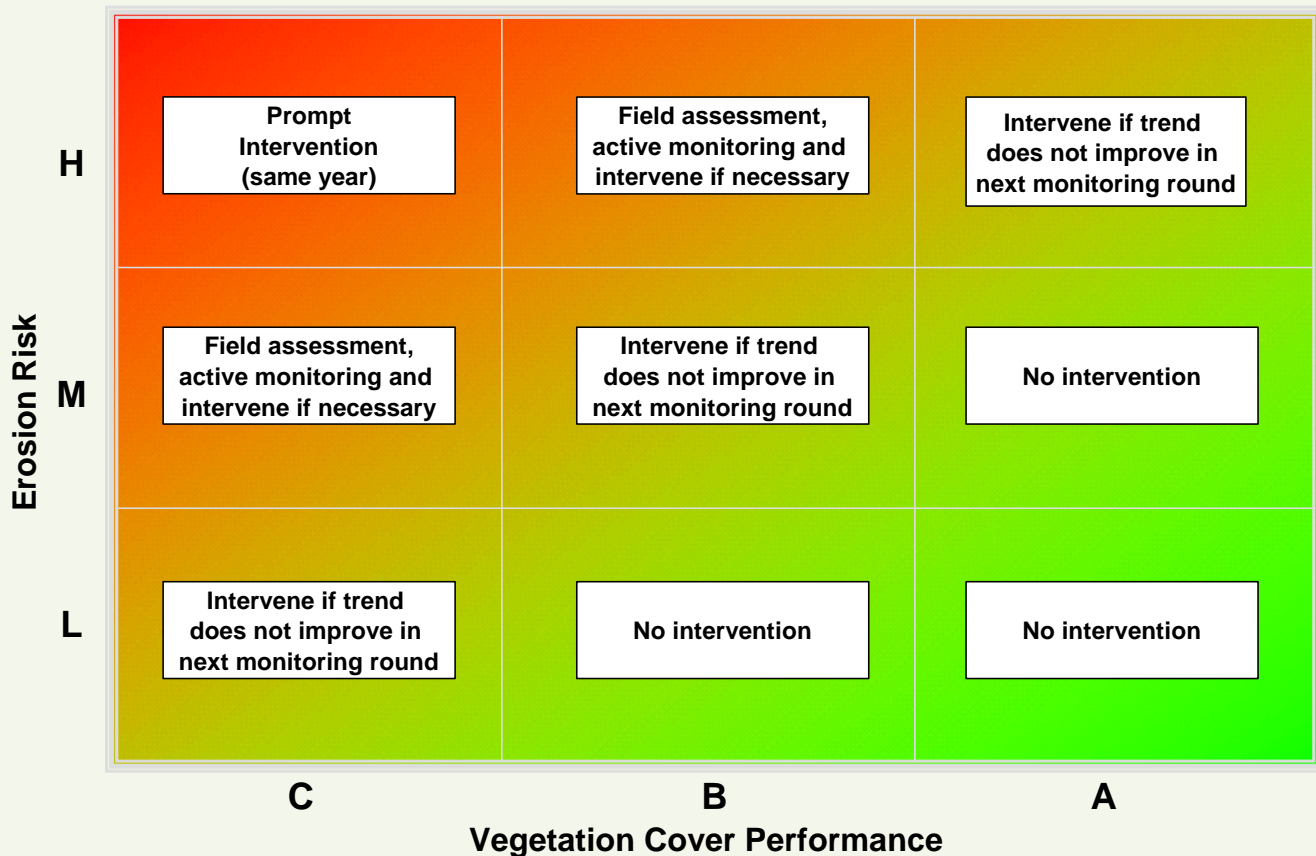 Prompt
Intervention
(same year)
Field assessment,
active monitoring and
intervene if necessary
Intervene if trend
does not improve in
next monitoring round
H
Field assessment,
active monitoring and
intervene if necessary
Intervene if trend
does not improve in
next monitoring round
No intervention
M
Erosion Risk
Intervene if trend
does not improve in
next monitoring round
No intervention
No intervention
L
C
B
A
Vegetation Cover Performance